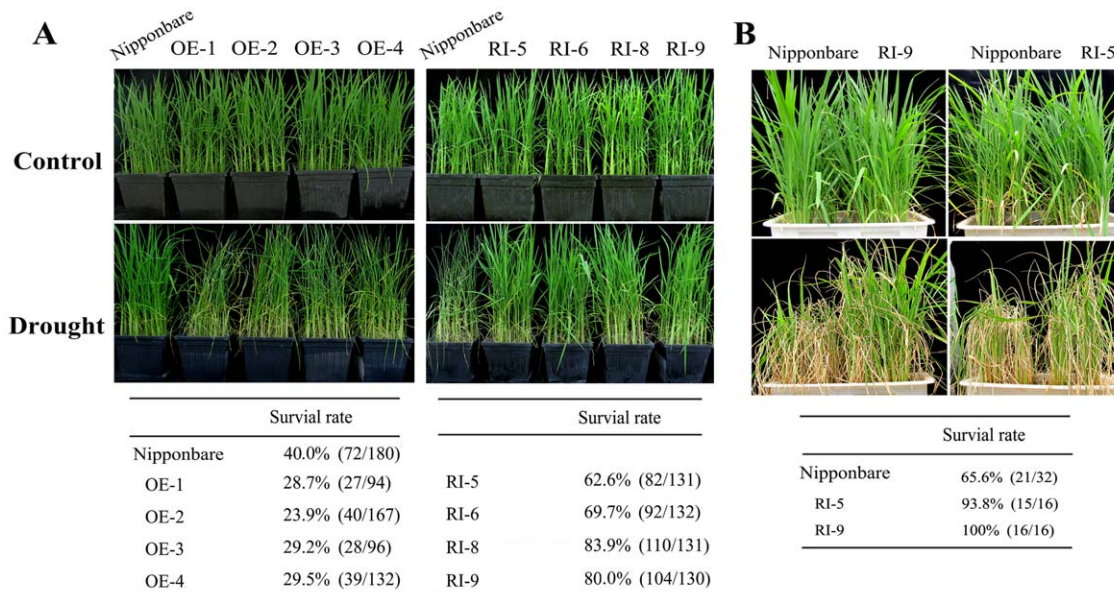 A
Nipponbare OE-1 OE-2 OE-3 OE-4
Nipponbare RI-5 RI-6 RI-8 RI-9
B
Nipponbare RI-9
Nipponbare RI-5
Control
Drought
Survial rate
Nipponbare 40.0% (72/180)
OE-1 28.7% (27/94)
OE-2 23.9% (40/167)
OE-3 29.2% (28/96)
OE-4 29.5% (39/132)
Survial rate
RI-5 62.6% (82/131)
RI-6 69.7% (92/132)
RI-8 83.9% (110/131)
RI-9 80.0% (104/130)
Survial rate
Nipponbare 65.6% (21/32)
RI-5 93.8% (15/16)
RI-9 100% (16/16)